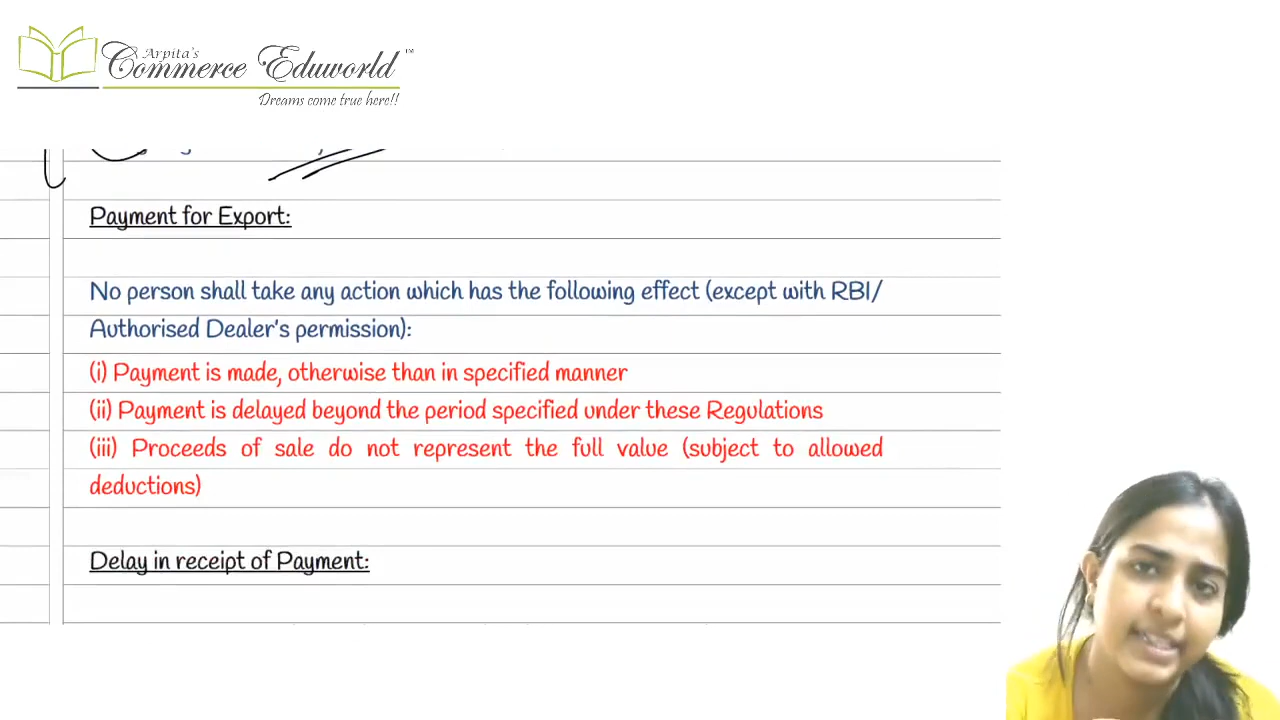 Arpita's
Commerce Eduworld™
Dreams come true here!!
Payment for Export:
No person shall take any action which has the following effect (except with RBI/
Authorised Dealer's permission):
(i) Payment is made, otherwise than in specified manner
(ii) Payment is delayed beyond the period specified under these Regulations
(iii) Proceeds of sale do not represent the full value (subject to allowed
deductions)
Delay in receipt of Payment: